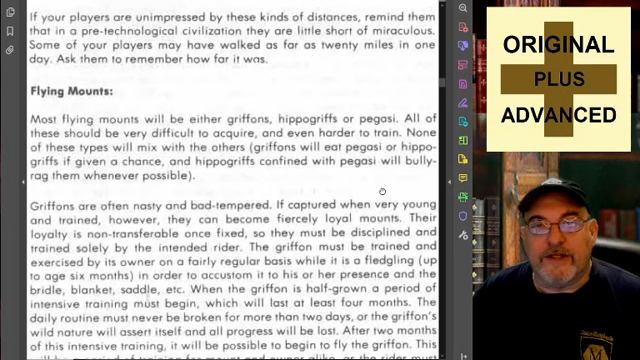 If your players are unimpressed by these kinds of distances, remind them
that in a pre-technological civilization they are little short of miraculous.
Some of your players may have walked as far as twenty miles in one
day. Ask them to remember how far it was.
Flying Mounts:
Most flying mounts will be either griffons, hippogriffs or pegasi. All of
these should be very difficult to acquire, and even harder to train. None
of these types will mix with the others (griffons will eat pegasi or hippo-
griffs if given a chance, and hippogriffs confined with pegasi will bully-
rag them whenever possible).
Griffons are often nasty and bad-tempered. If captured when very young
and trained, however, they can become fiercely loyal mounts. Their
loyalty is non-transferable once fixed, so they must be disciplined and
trained solely by the intended rider. The griffon must be trained and
exercised by its owner on a fairly regular basis while it is a fledgling (up
to age six months) in order to accustom it to his or her presence and the
bridle, blanket, saddle, etc. When the griffon is half-grown a period of
intensive training must begin, which will last at least four months. The
daily routine must never be broken for more than two days, or the griffon's
wild nature will assert itself and all progress will be lost. After two months
of this intensive training, it will be possible to begin to fly the griffon. This
ORIGINAL
PLUS
ADVANCED